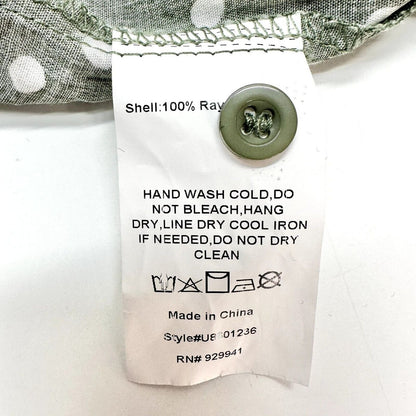 Shell:100% Ray
HAND WASH COLD,DO
NOT BLEACH,HANG
DRY,LINE DRY COOL IRON
IF NEEDED,DO NOT DRY
CLEAN
Made in China
RN# 929941